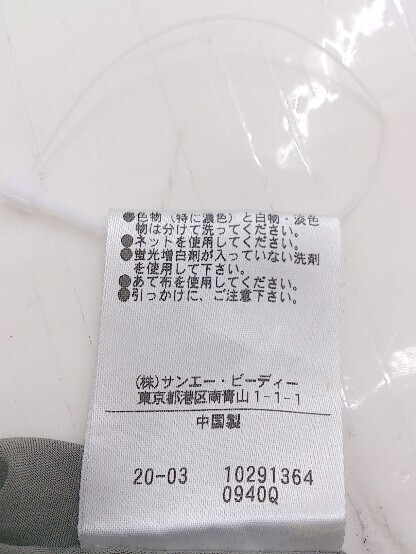 ●色物(特に濃色)と白物・淡色
物は分けて洗ってください。
●ネットを使用してください。
●蛍光増白剤が入っていない洗剤
を使用して下さい。
●あて布を使用してください。
●引っかけに、ご注意下さい。
(株)サンエー・ビーディー
東京都港区南青山1-1-1
中国製
20-03 10291364
0940Q